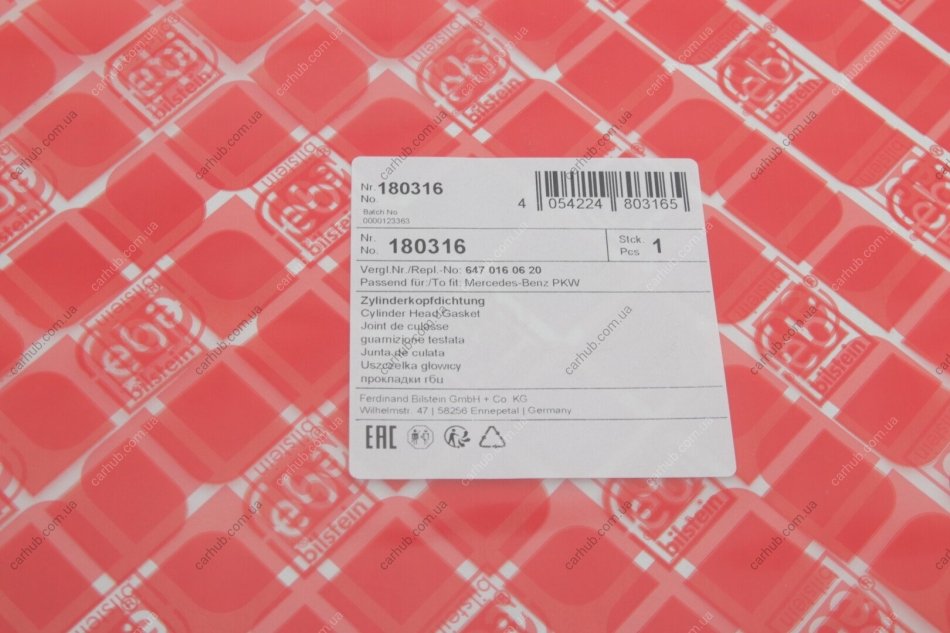 Nr. 180316
No.
Batch No
0000123363
4 054224 803165
Nr. 180316
No.
Stck. 1
Pcs
Vergl.Nr./Repl.-No: 647 016 06 20
Passend für:/To fit: Mercedes-Benz PKW
Zylinderkopfdichtung
Cylinder Head Gasket
Joint de culasse
guarnizione testata
Junta de culata
Uszczelka głowicy
прокладки гбц
Ferdinand Bilstein GmbH + Co. KG
Wilhelmstr. 47 | 58256 Ennepetal | Germany
EAC
febi
bilstein
carhub.com.ua